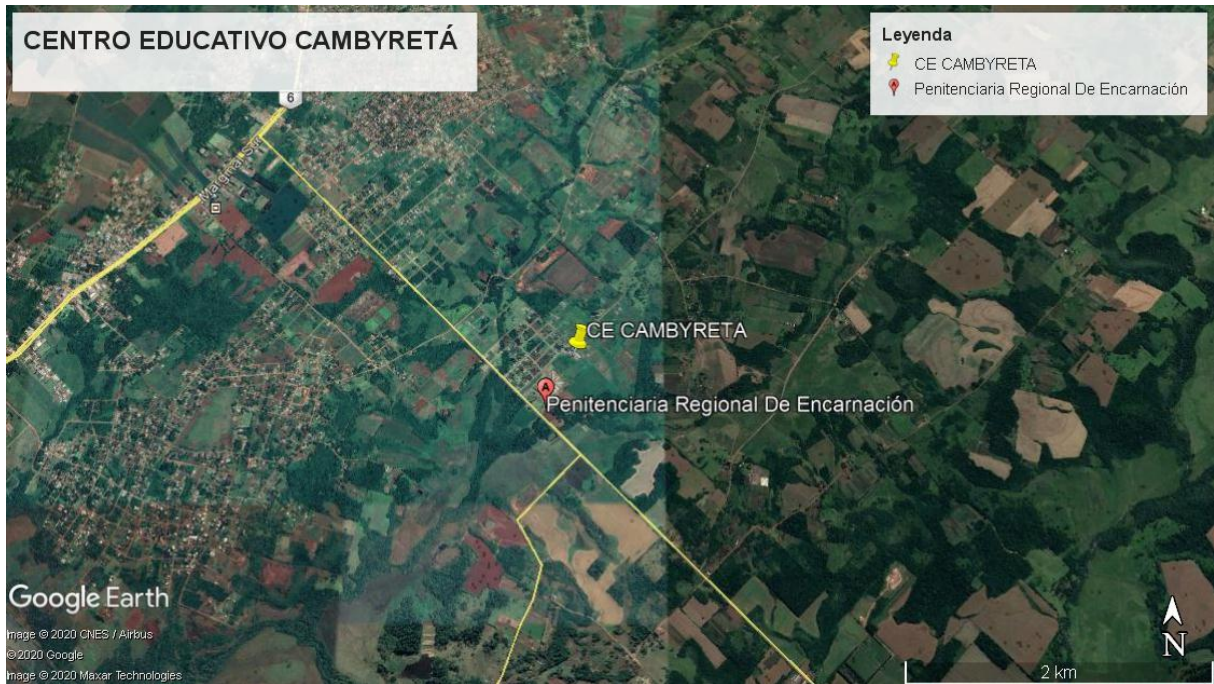 CENTRO EDUCATIVO CAMBYRETÁ
Leyenda
CE CAMBYRETA
A
Penitenciaria Regional De Encarnación
6
CE CAMBYRETA
A
Penitenciaria Regional De Encarnación
Google Earth
Image © 2020 CNES / Airbus
© 2020 Google
Image © 2020 Maxar Technologies
N
2 km